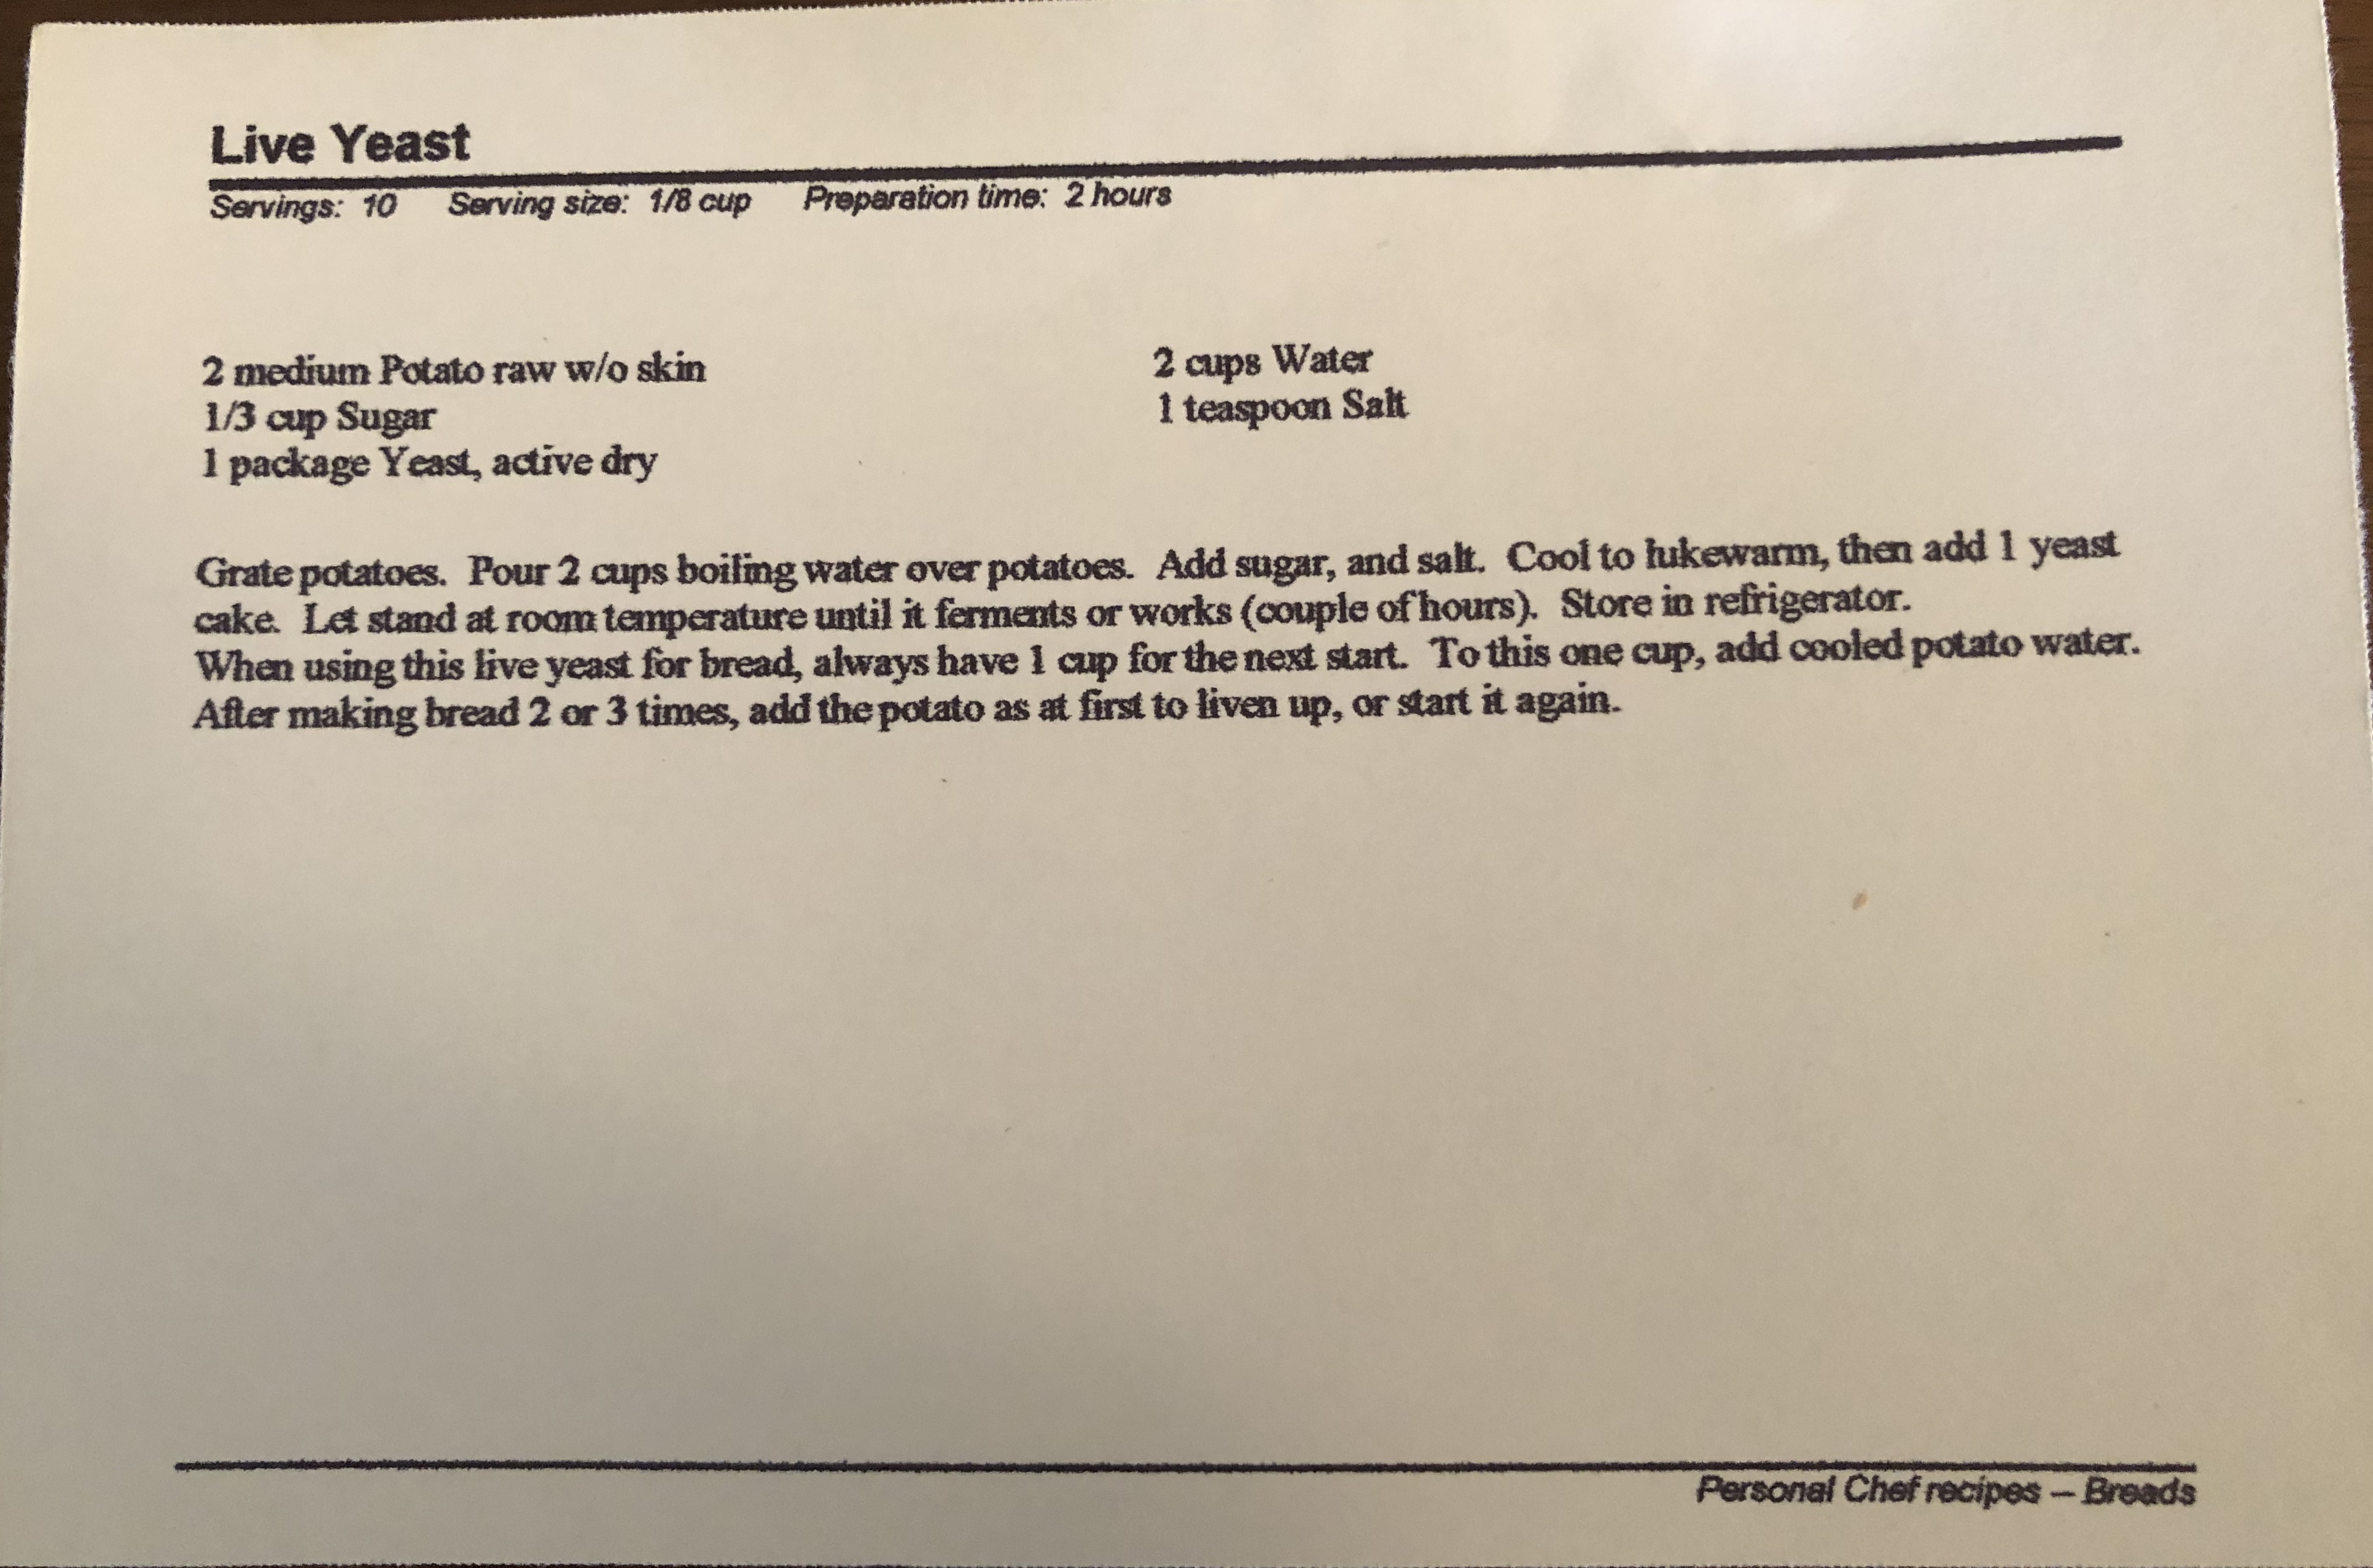 Live Yeast
Servings: 10 Serving size: 1/8 cup Preparation time: 2 hours
2 medium Potato raw w/o skin
1/3 cup Sugar
1 package Yeast, active dry
2 cups Water
1 teaspoon Salt
Grate potatoes. Pour 2 cups boiling water over potatoes. Add sugar, and salt. Cool to lukewarm, then add 1 yeast
cake. Let stand at room temperature until it ferments or works (couple of hours). Store in refrigerator.
When using this live yeast for bread, always have 1 cup for the next start. To this one cup, add cooled potato water.
After making bread 2 or 3 times, add the potato as at first to liven up, or start it again.
Personal Chef recipes – Breads